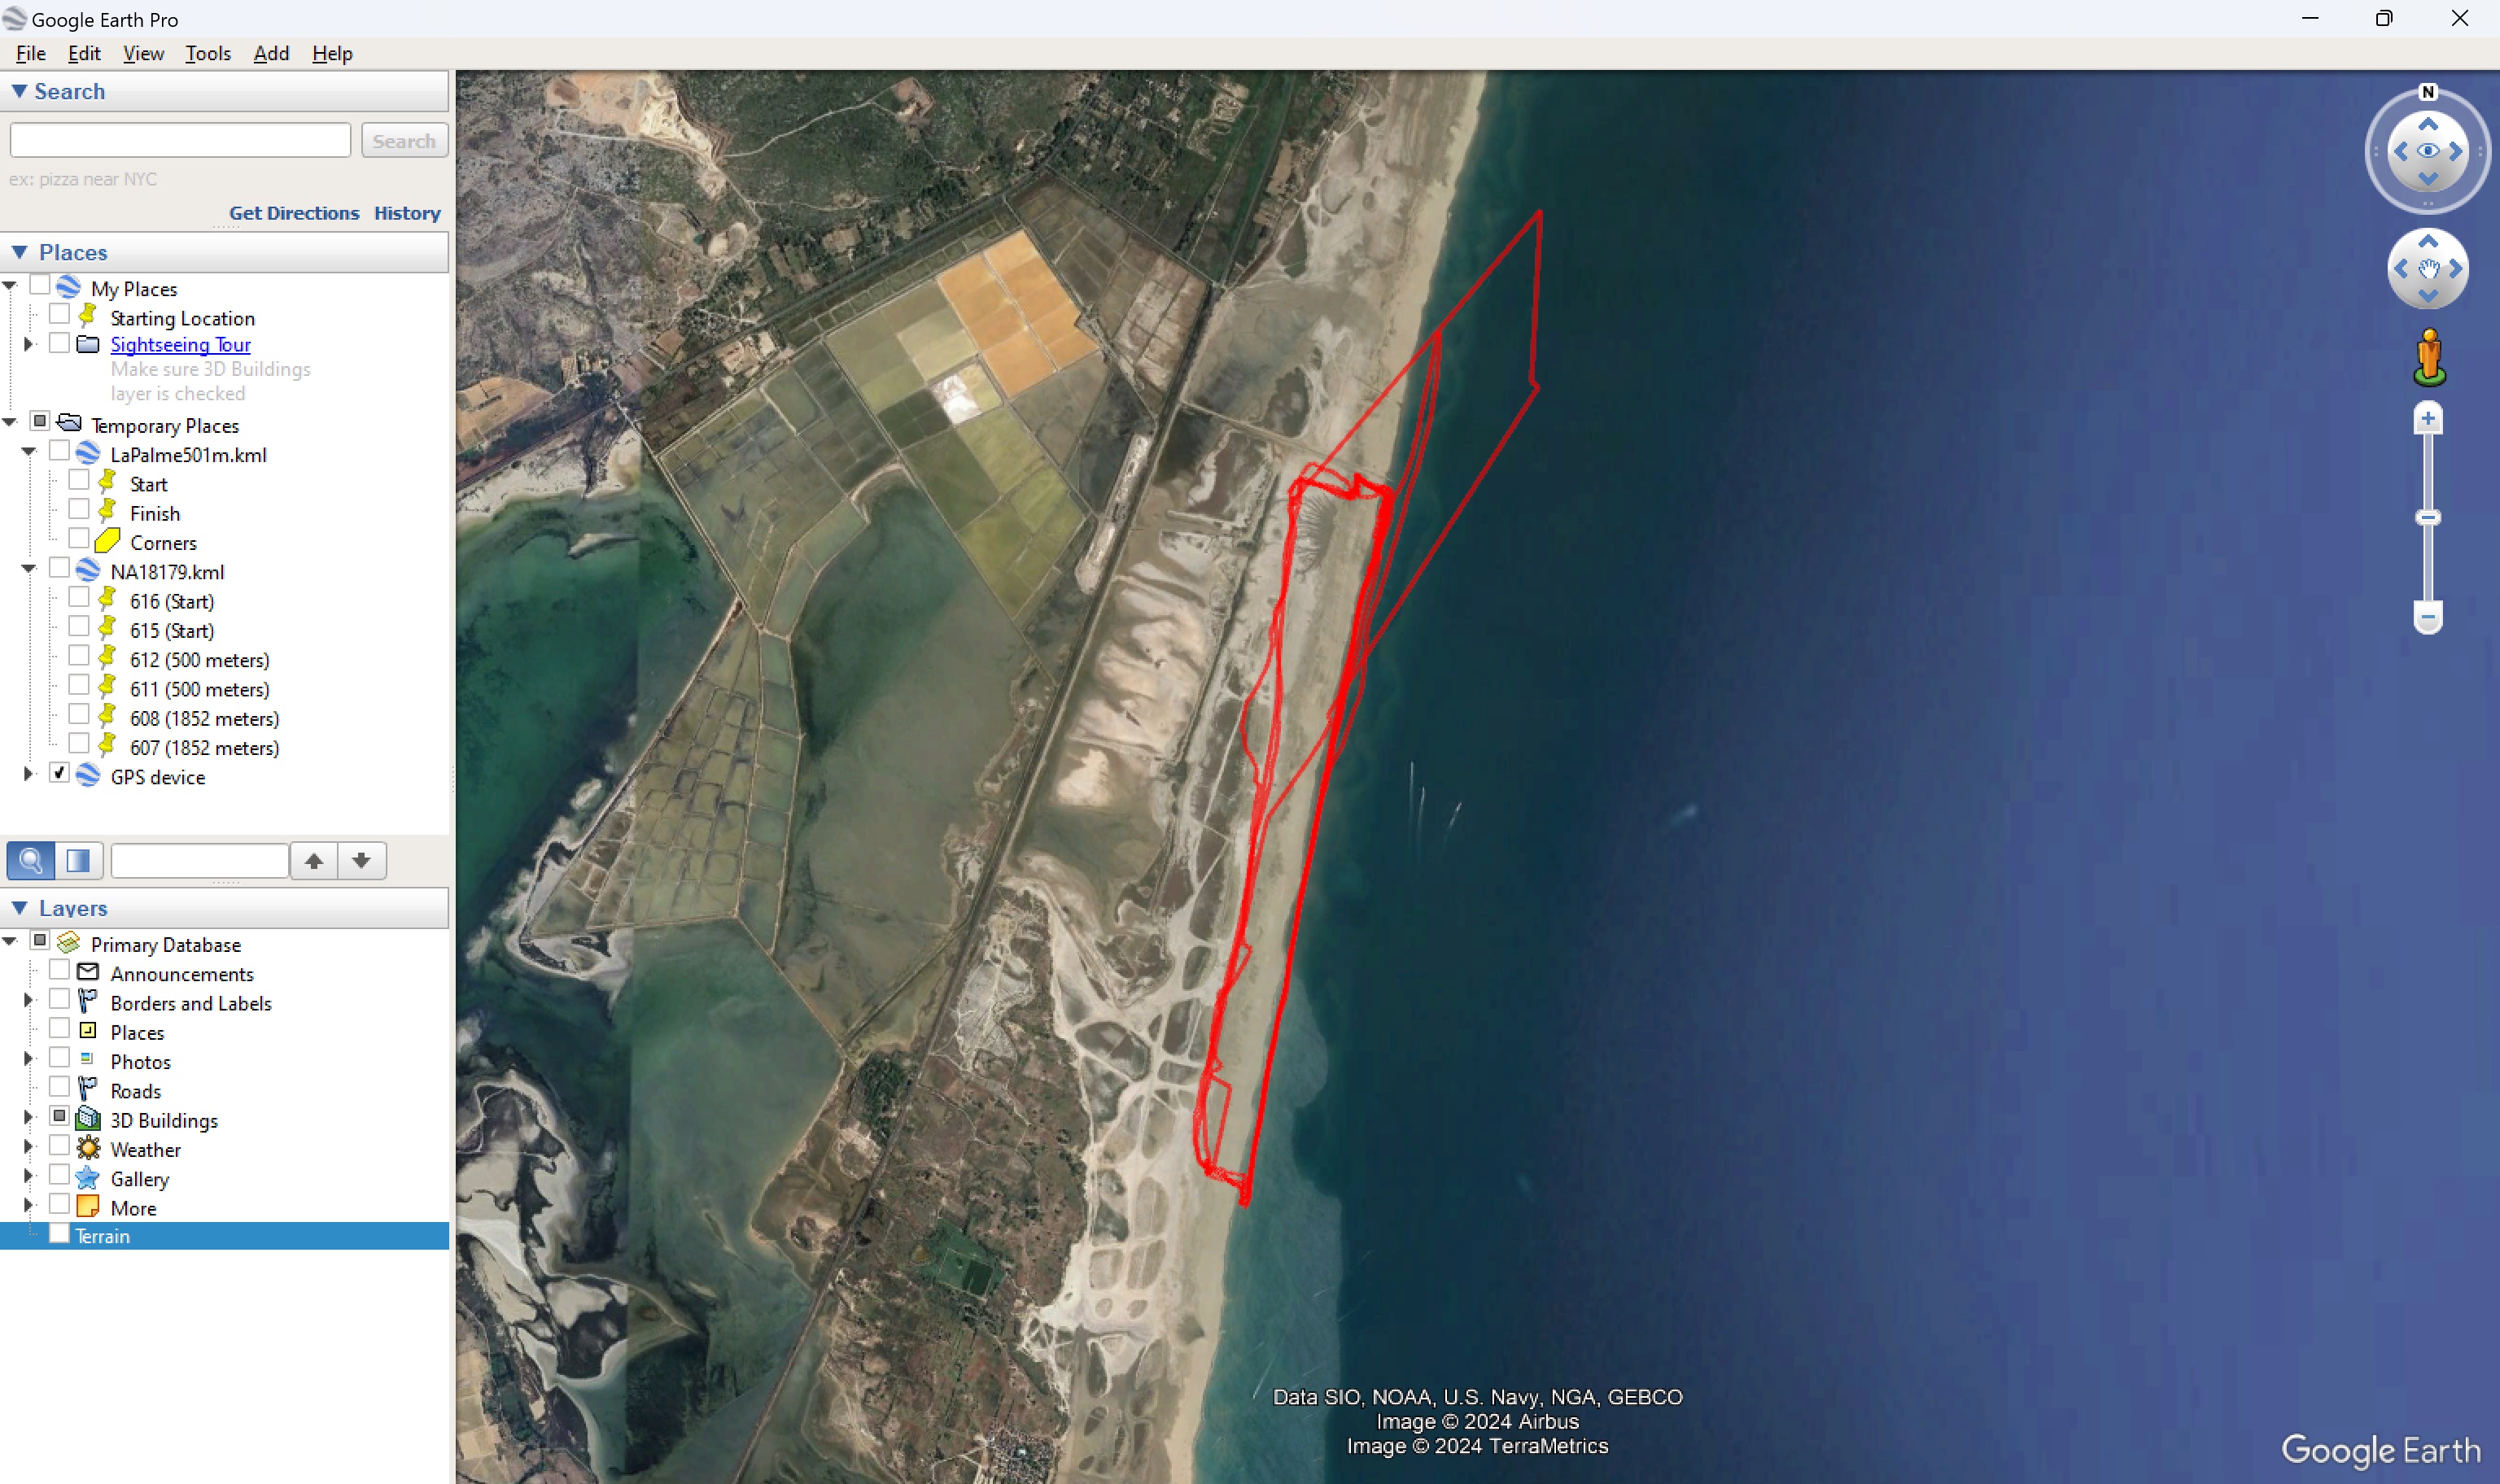 Google Earth Pro
File Edit View Tools Add Help
Search
Search
ex: pizza near NYC
Get Directions History
Places
My Places
Starting Location
Sightseeing Tour
Make sure 3D Buildings
layer is checked
Temporary Places
LaPalme501m.kml
Start
Finish
Corners
NA18179.kml
616 (Start)
615 (Start)
612 (500 meters)
611 (500 meters)
608 (1852 meters)
607 (1852 meters)
GPS device
Layers
Primary Database
Announcements
Borders and Labels
Places
Photos
Roads
3D Buildings
Weather
Gallery
More
Terrain
N
Data SIO, NOAA, U.S. Navy, NGA, GEBCO
Image © 2024 Airbus
Image © 2024 TerraMetrics
Google Earth